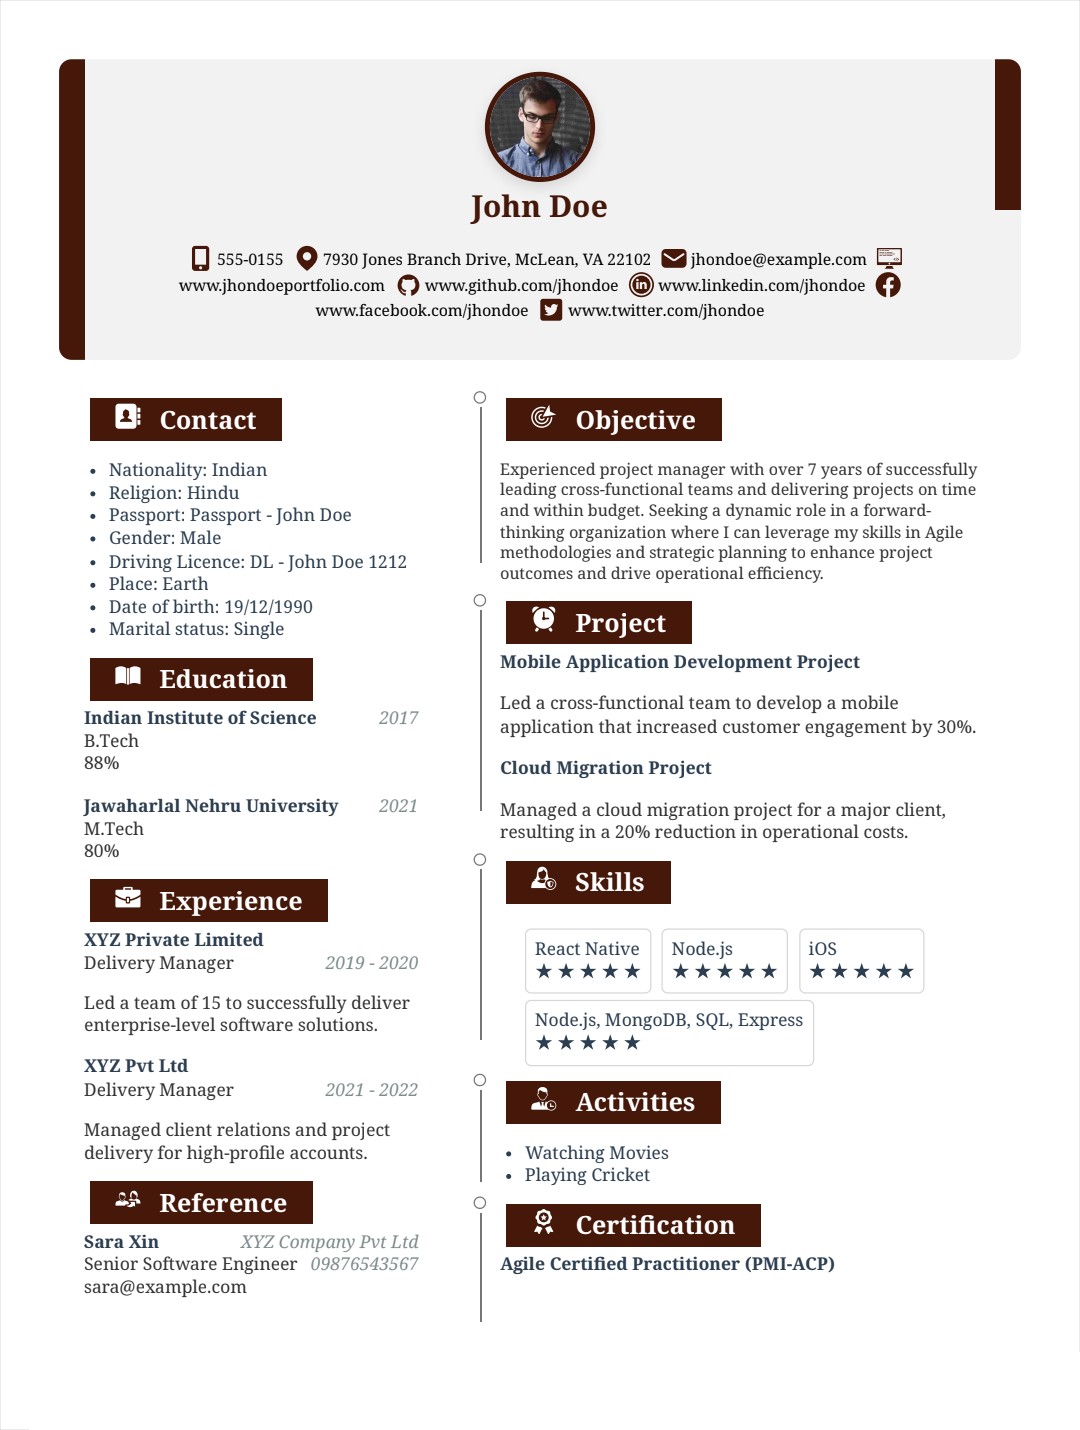 John Doe
555-0155 7930 Jones Branch Drive, McLean, VA 22102 jhondoe@example.com
www.jhondoeportfolio.com www.github.com/jhondoe www.linkedin.com/jhondoe
www.facebook.com/jhondoe www.twitter.com/jhondoe
Contact
• Nationality: Indian
• Religion: Hindu
• Passport: Passport - John Doe
• Gender: Male
• Driving Licence: DL - John Doe 1212
• Place: Earth
• Date of birth: 19/12/1990
• Marital status: Single
Education
Indian Institute of Science 2017
B.Tech
88%
Jawaharlal Nehru University 2021
M.Tech
80%
Experience
XYZ Private Limited
Delivery Manager 2019 - 2020
Led a team of 15 to successfully deliver
enterprise-level software solutions.
XYZ Pvt Ltd
Delivery Manager 2021 - 2022
Managed client relations and project
delivery for high-profile accounts.
Reference
Sara Xin XYZ Company Pvt Ltd
Senior Software Engineer 09876543567
sara@example.com
Objective
Experienced project manager with over 7 years of successfully
leading cross-functional teams and delivering projects on time
and within budget. Seeking a dynamic role in a forward-
thinking organization where I can leverage my skills in Agile
methodologies and strategic planning to enhance project
outcomes and drive operational efficiency.
Project
Mobile Application Development Project
Led a cross-functional team to develop a mobile
application that increased customer engagement by 30%.
Cloud Migration Project
Managed a cloud migration project for a major client,
resulting in a 20% reduction in operational costs.
Skills
React Native Node.js iOS
★★★★★ ★★★★★ ★★★★★
Node.js, MongoDB, SQL, Express
★★★★★
Activities
• Watching Movies
• Playing Cricket
Certification
Agile Certified Practitioner (PMI-ACP)